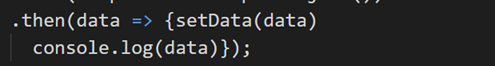 .then(data => {setData(data)
console.log(data)});